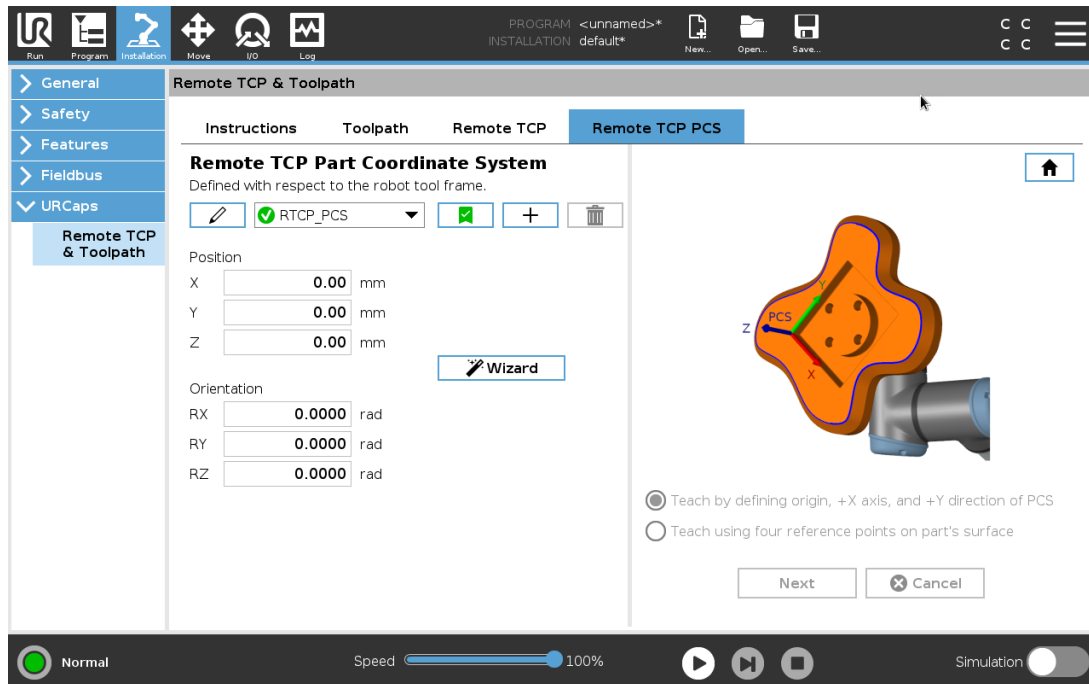 PROGRAM <unnamed>*
INSTALLATION default*
Run Program Installation Move I/O Log New... Open... Save...
C C
C C
General
Safety
Features
Fieldbus
URCaps
Remote TCP
& Toolpath
Remote TCP & Toolpath
Instructions Toolpath Remote TCP Remote TCP PCS
Remote TCP Part Coordinate System
Defined with respect to the robot tool frame.
RTCP_PCS
Position
X 0.00 mm
Y 0.00 mm
Z 0.00 mm
Wizard
Orientation
RX 0.0000 rad
RY 0.0000 rad
RZ 0.0000 rad
Y
PCS
Z
X
Teach by defining origin, +X axis, and +Y direction of PCS
Teach using four reference points on part's surface
Next Cancel
Normal Speed 100% Simulation